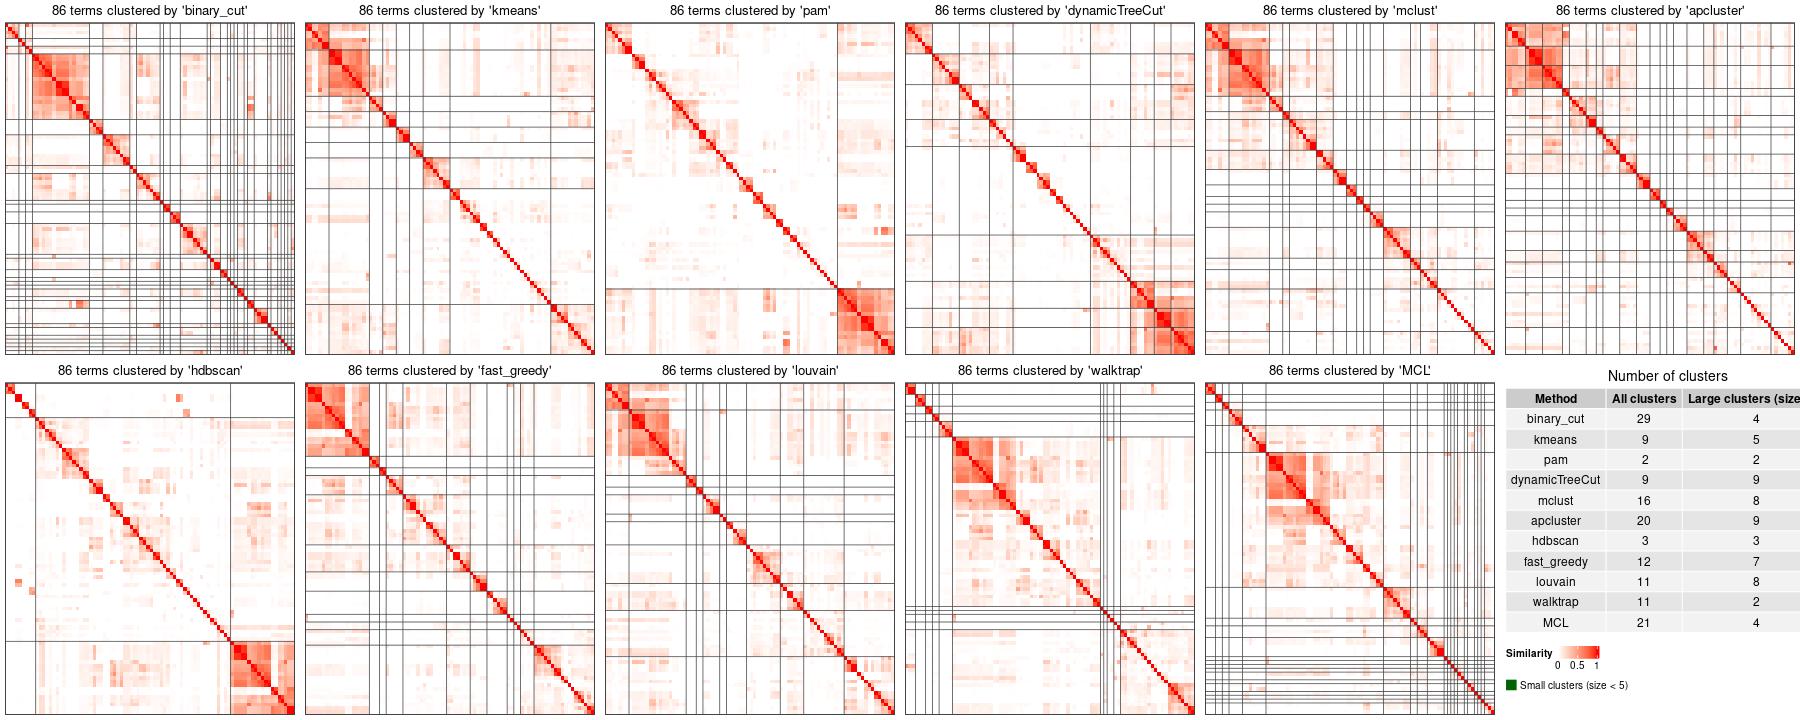 86 terms clustered by 'binary_cut'
86 terms clustered by 'kmeans'
86 terms clustered by 'pam'
86 terms clustered by 'dynamicTreeCut'
86 terms clustered by 'mclust'
86 terms clustered by 'apcluster'
86 terms clustered by 'hdbscan'
86 terms clustered by 'fast_greedy'
86 terms clustered by 'louvain'
86 terms clustered by 'walktrap'
86 terms clustered by 'MCL'
Number of clusters
Method All clusters Large clusters (size
binary_cut 29 4
kmeans 9 5
pam 2 2
dynamicTreeCut 9 9
mclust 16 8
apcluster 20 9
hdbscan 3 3
fast_greedy 12 7
louvain 11 8
walktrap 11 2
MCL 21 4
Similarity
0 0.5 1
Small clusters (size < 5)